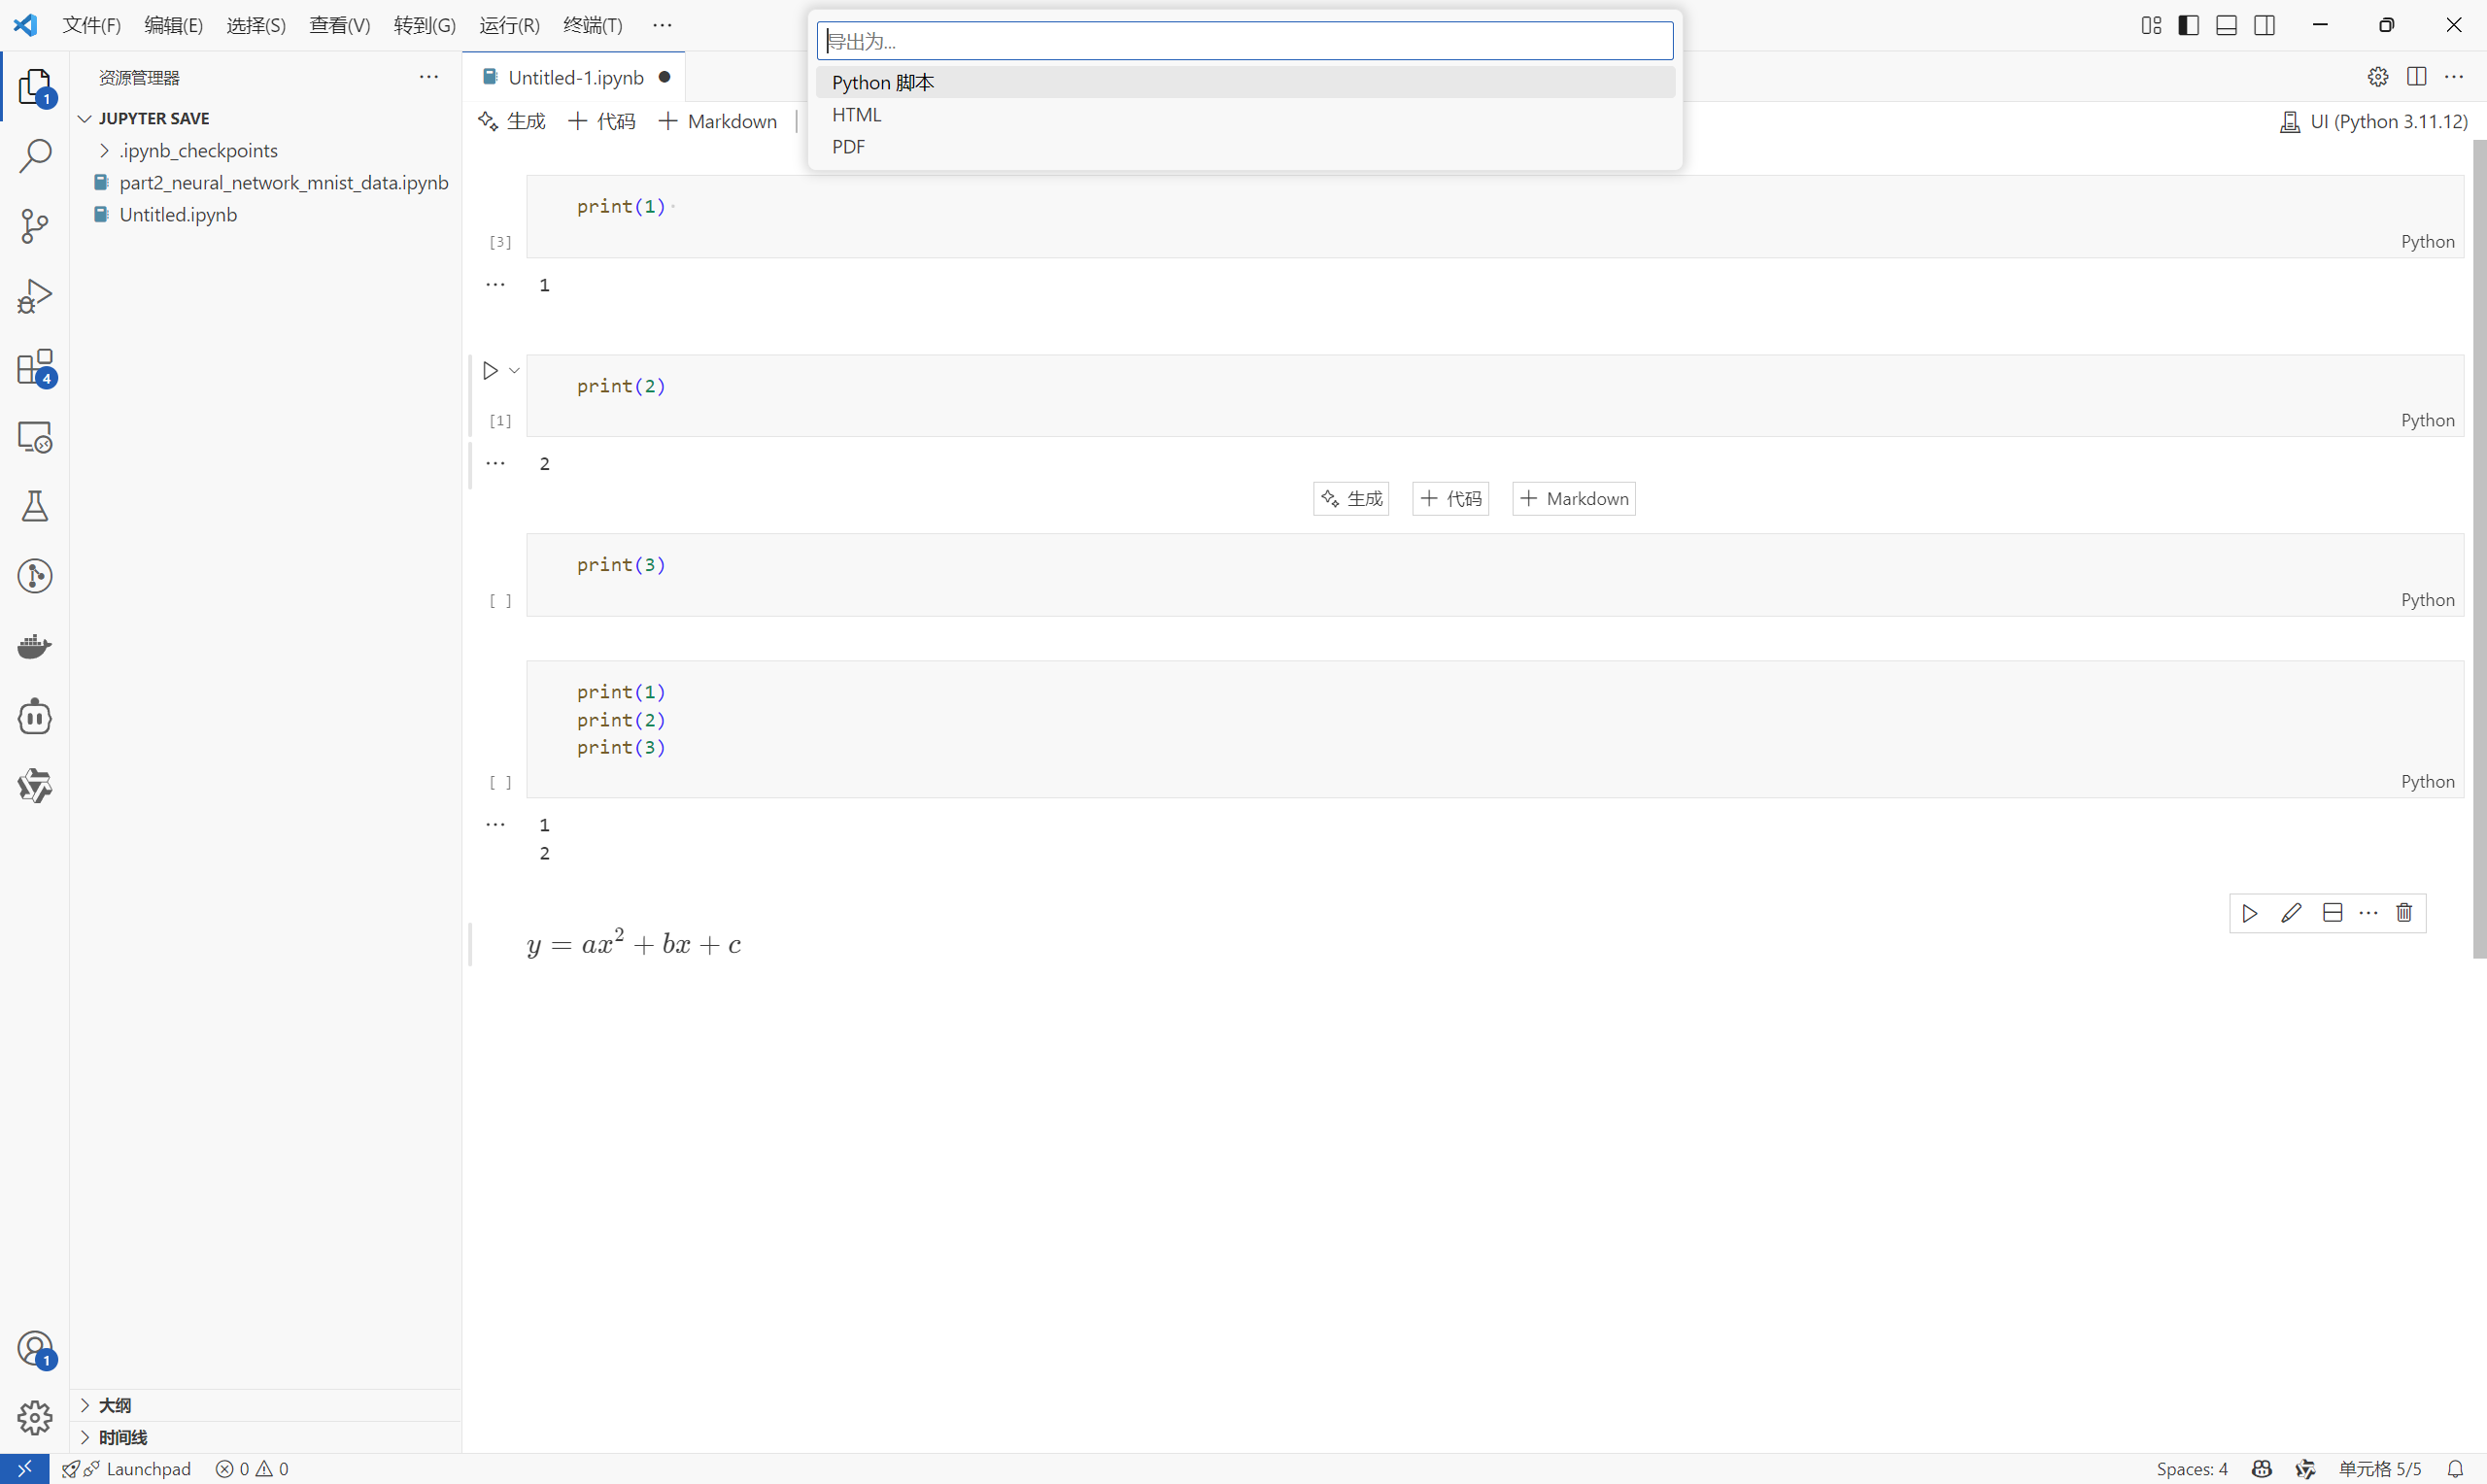 文件(F) 编辑(E) 选择(S) 查看(V) 转到(G) 运行(R) 终端(T) ...
导出为...
Python 脚本
HTML
PDF
资源管理器
JUPYTER SAVE
.ipynb_checkpoints
part2_neural_network_mnist_data.ipynb
Untitled.ipynb
1
4
Untitled-1.ipynb
生成 代码 Markdown
UI (Python 3.11.12)
print(1)
[3]
Python
1
print(2)
[1]
Python
2
生成 代码 Markdown
print(3)
[ ]
Python
print(1)
print(2)
print(3)
[ ]
Python
1
2
y = ax² + bx + c
1
大纲
时间线
Launchpad 0 0
Spaces: 4 单元格 5/5